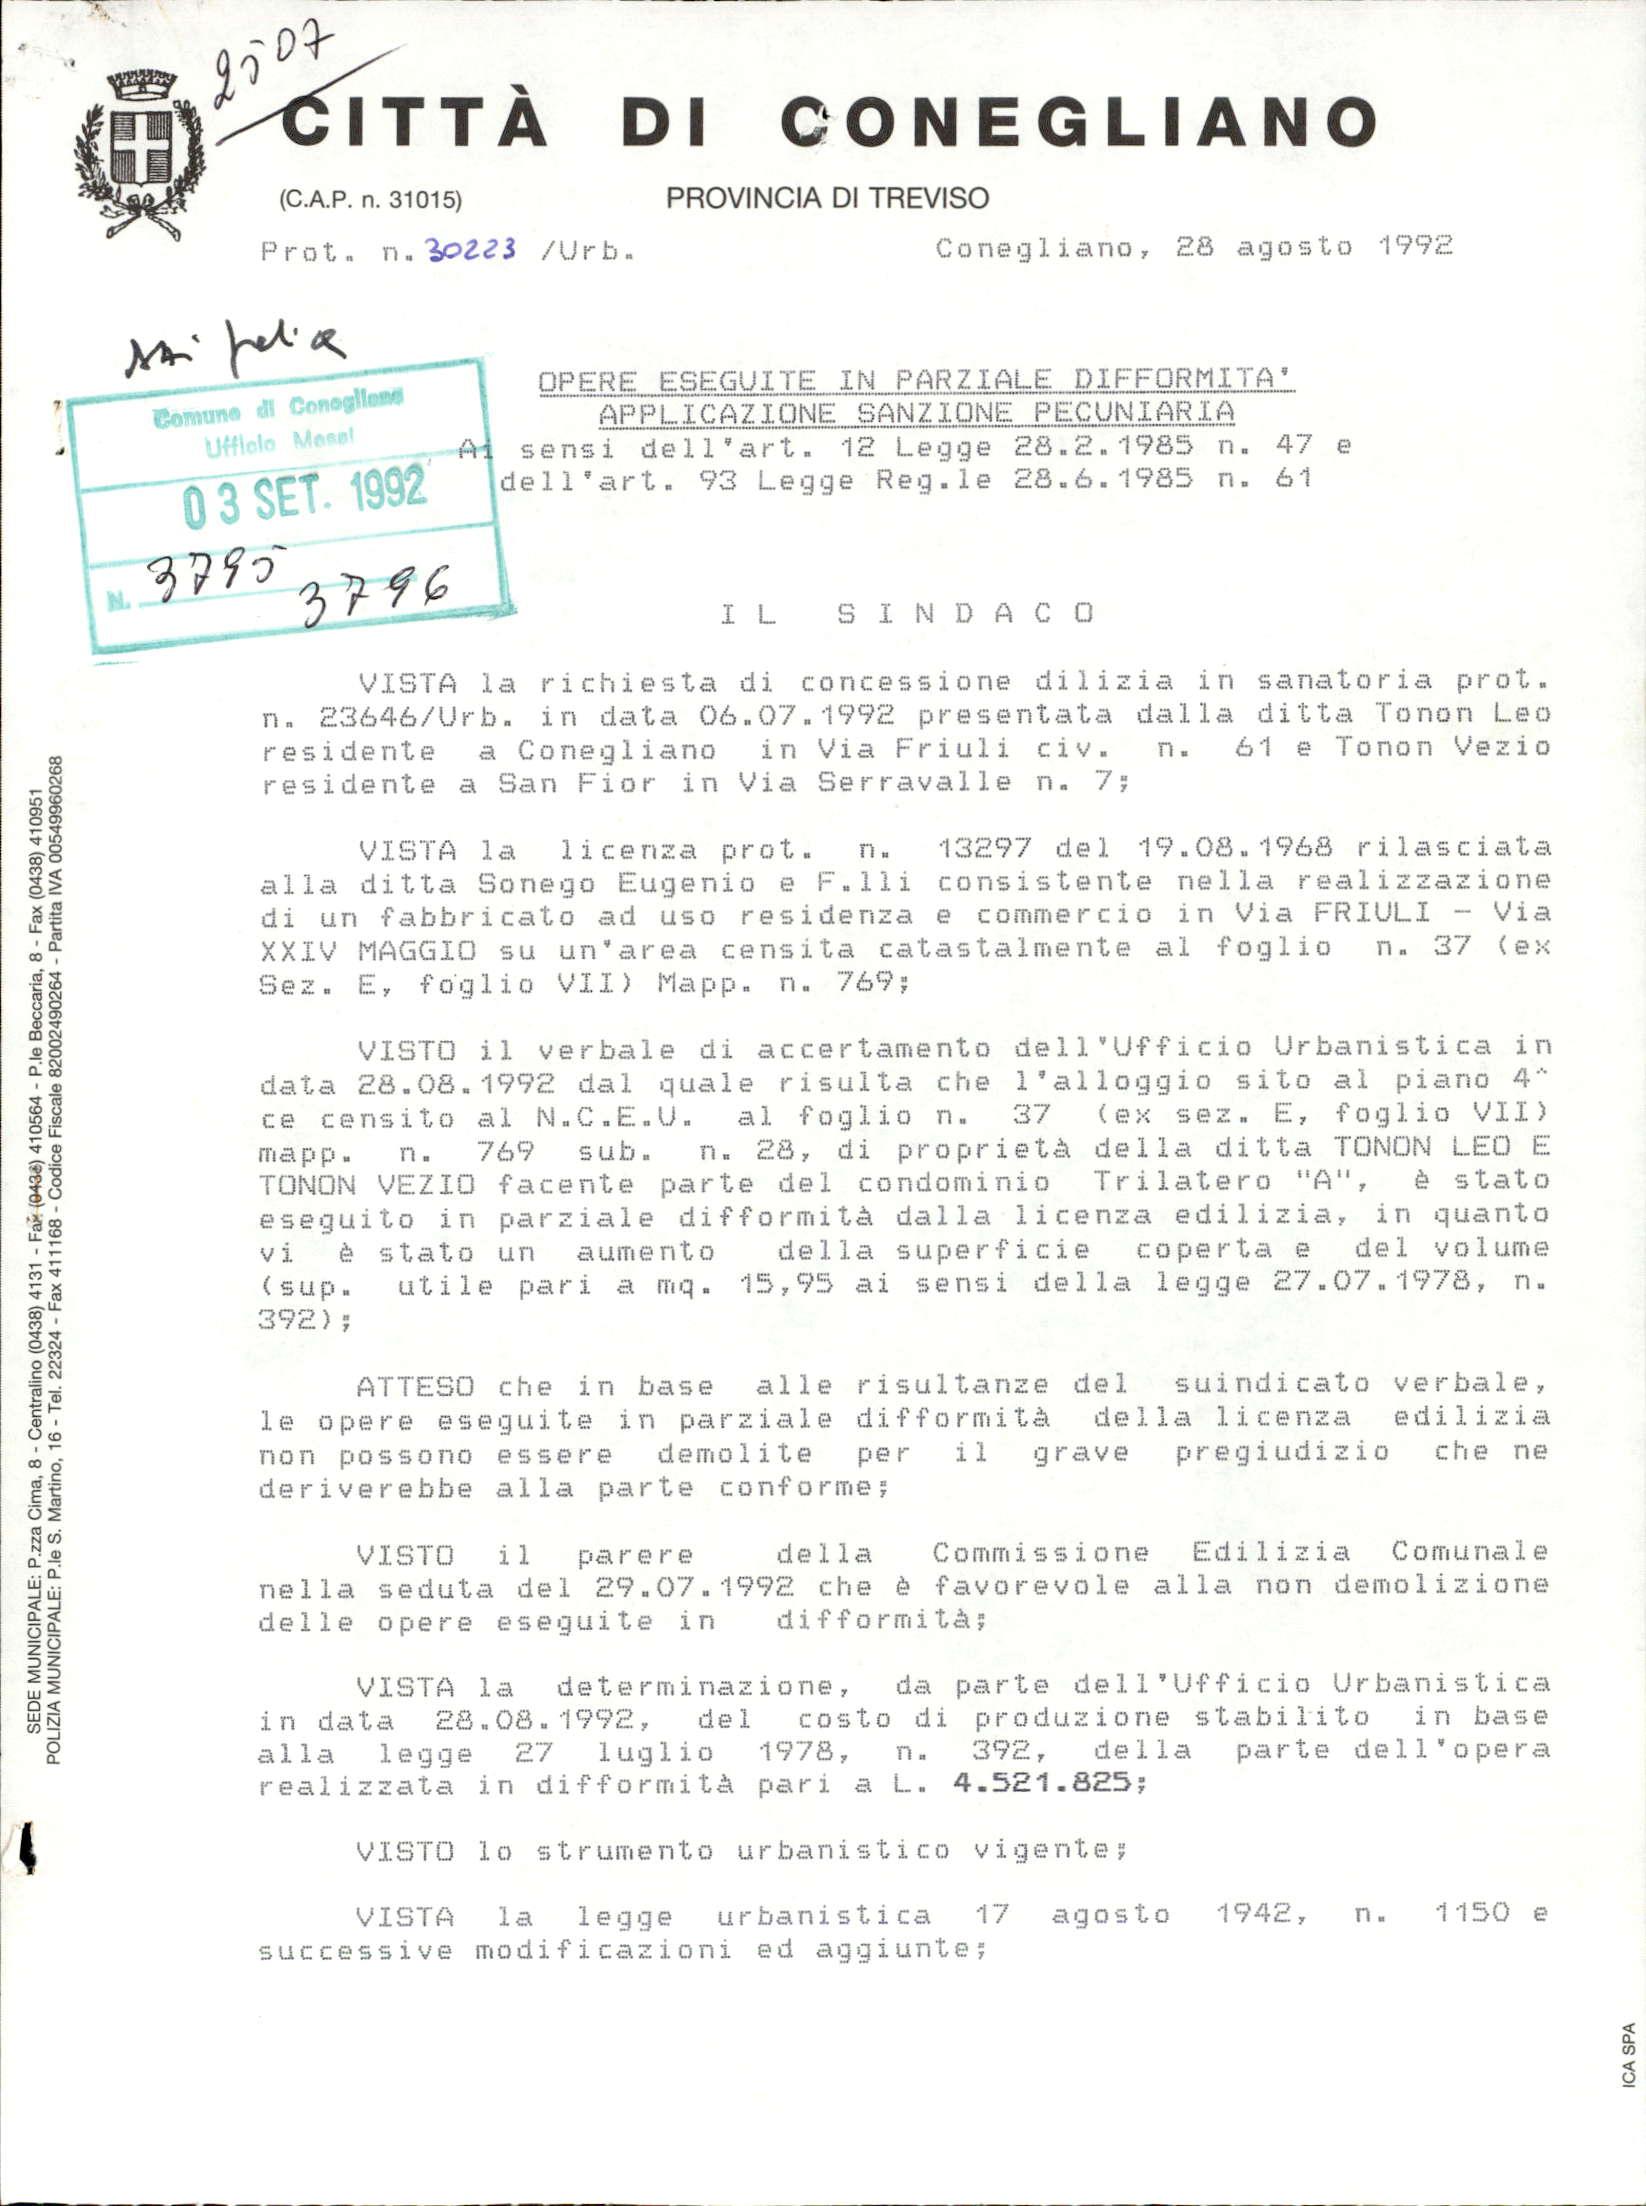 2507
CITTÀ DI CONEGLIANO
(C.A.P. n. 31015) PROVINCIA DI TREVISO
Prot. n. 30223 /Urb. Conegliano, 28 agosto 1992
Comune di Conegliano
Ufficio Messi
03 SET. 1992
N. 3795
3796
OPERE ESEGUITE IN PARZIALE DIFFORMITA'
APPLICAZIONE SANZIONE PECUNIARIA
Ai sensi dell'art. 12 Legge 28.2.1985 n. 47 e
dell'art. 93 Legge Reg.le 28.6.1985 n. 61
IL SINDACO
VISTA la richiesta di concessione dilizia in sanatoria prot.
n. 23646/Urb. in data 06.07.1992 presentata dalla ditta Tonon Leo
residente a Conegliano in Via Friuli civ. n. 61 e Tonon Vezio
residente a San Fior in Via Serravalle n. 7;
VISTA la licenza prot. n. 13297 del 19.08.1968 rilasciata
alla ditta Sonego Eugenio e F.lli consistente nella realizzazione
di un fabbricato ad uso residenza e commercio in Via FRIULI - Via
XXIV MAGGIO su un'area censita catastalmente al foglio n. 37 (ex
Sez. E, foglio VII) Mapp. n. 769;
VISTO il verbale di accertamento dell'Ufficio Urbanistica in
data 28.08.1992 dal quale risulta che l'alloggio sito al piano 4^
ce censito al N.C.E.U. al foglio n. 37 (ex sez. E, foglio VII)
mapp. n. 769 sub. n. 28, di proprietà della ditta TONON LEO E
TONON VEZIO facente parte del condominio Trilatero "A", è stato
eseguito in parziale difformità dalla licenza edilizia, in quanto
vi è stato un aumento della superficie coperta e del volume
(sup. utile pari a mq. 15,95 ai sensi della legge 27.07.1978, n.
392);
ATTESO che in base alle risultanze del suindicato verbale,
le opere eseguite in parziale difformità della licenza edilizia
non possono essere demolite per il grave pregiudizio che ne
deriverebbe alla parte conforme;
VISTO il parere della Commissione Edilizia Comunale
nella seduta del 29.07.1992 che è favorevole alla non demolizione
delle opere eseguite in difformità;
VISTA la determinazione, da parte dell'Ufficio Urbanistica
in data 28.08.1992, del costo di produzione stabilito in base
alla legge 27 luglio 1978, n. 392, della parte dell'opera
realizzata in difformità pari a L. 4.521.825;
VISTO lo strumento urbanistico vigente;
VISTA la legge urbanistica 17 agosto 1942, n. 1150 e
successive modificazioni ed aggiunte;
SEDE MUNICIPALE: P.zza Cima, 8 - Centralino (0438) 4131 - Fax (0438) 410564 - P.le Beccaria, 8 - Fax (0438) 410951
POLIZIA MUNICIPALE: P.le S. Martino, 16 - Tel. 22324 - Fax 411168 - Codice Fiscale 82002490264 - Partita IVA 00549960268
ICA SPA